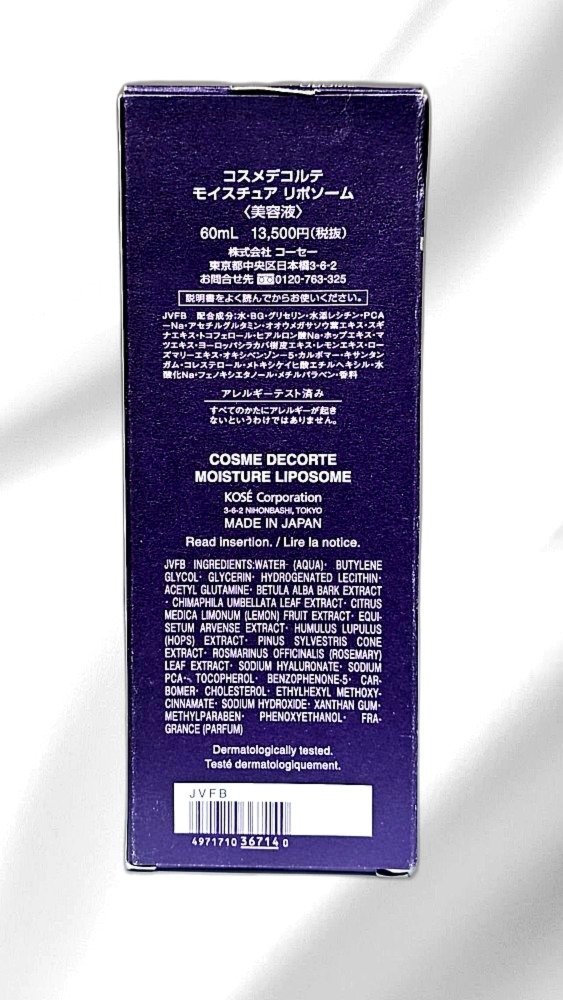 コスメデコルテ
モイスチュア リポソーム
〈美容液〉
60mL 13,500円(税抜)
株式会社 コーセー
東京都中央区日本橋3-6-2
お問合せ先 0120-763-325
説明書をよく読んでからお使いください。
JVFB 配合成分:水・BG・グリセリン・水添レシチン・PCA
ーNa・アセチルグルタミン・オオウメガサソウ葉エキス・スギ
ナエキス・トコフェロール・ヒアルロン酸Na・ホップエキス・マ
ツエキス・ヨーロッパシラカバ樹皮エキス・レモンエキス・ロー
ズマリーエキス・オキシベンゾン-5・カルボマー・キサンタン
ガム・コレステロール・メトキシケイヒ酸エチルヘキシル・水
酸化Na・フェノキシエタノール・メチルパラベン・香料
アレルギーテスト済み
すべてのかたにアレルギーが起き
ないというわけではありません。
COSME DECORTE
MOISTURE LIPOSOME
KOSÉ Corporation
3-6-2 NIHONBASHI, TOKYO
MADE IN JAPAN
Read insertion. / Lire la notice.
JVFB INGREDIENTS:WATER (AQUA)· BUTYLENE
GLYCOL· GLYCERIN· HYDROGENATED LECITHIN·
ACETYL GLUTAMINE· BETULA ALBA BARK EXTRACT
· CHIMAPHILA UMBELLATA LEAF EXTRACT· CITRUS
MEDICA LIMONUM (LEMON) FRUIT EXTRACT· EQUI-
SETUM ARVENSE EXTRACT· HUMULUS LUPULUS
(HOPS) EXTRACT· PINUS SYLVESTRIS CONE
EXTRACT· ROSMARINUS OFFICINALIS (ROSEMARY)
LEAF EXTRACT· SODIUM HYALURONATE· SODIUM
PCA· TOCOPHEROL· BENZOPHENONE-5· CAR-
BOMER· CHOLESTEROL· ETHYLHEXYL METHOXY-
CINNAMATE· SODIUM HYDROXIDE· XANTHAN GUM·
METHYLPARABEN· PHENOXYETHANOL· FRA-
GRANCE (PARFUM)
Dermatologically tested.
Testé dermatologiquement.
JVFB
4971710 36714 0